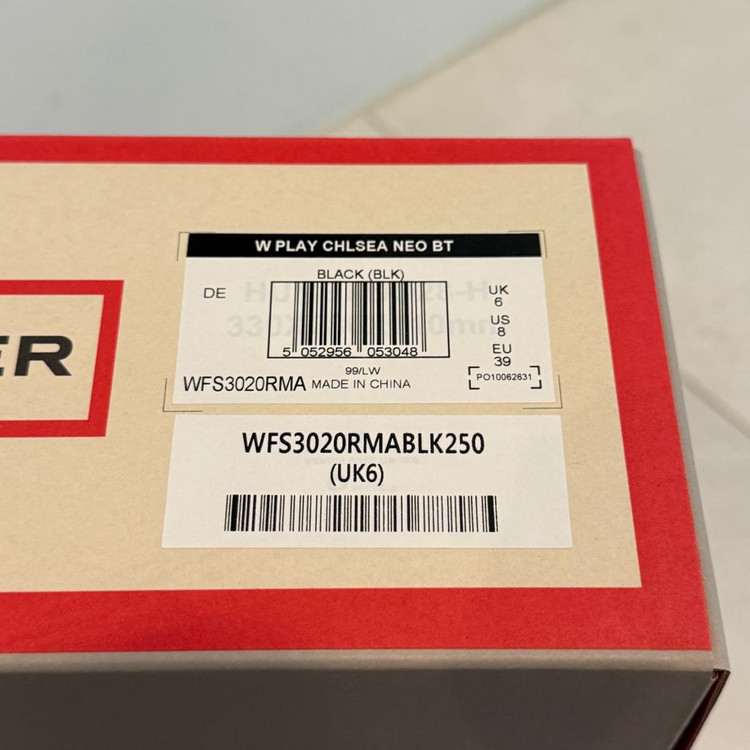 ER
W PLAY CHLSEA NEO BT
BLACK (BLK)
DE
UK
6
US
8
EU
39
5 052956 053048
99/LW
WFS3020RMA MADE IN CHINA
PO10062631
WFS3020RMABLK250
(UK6)